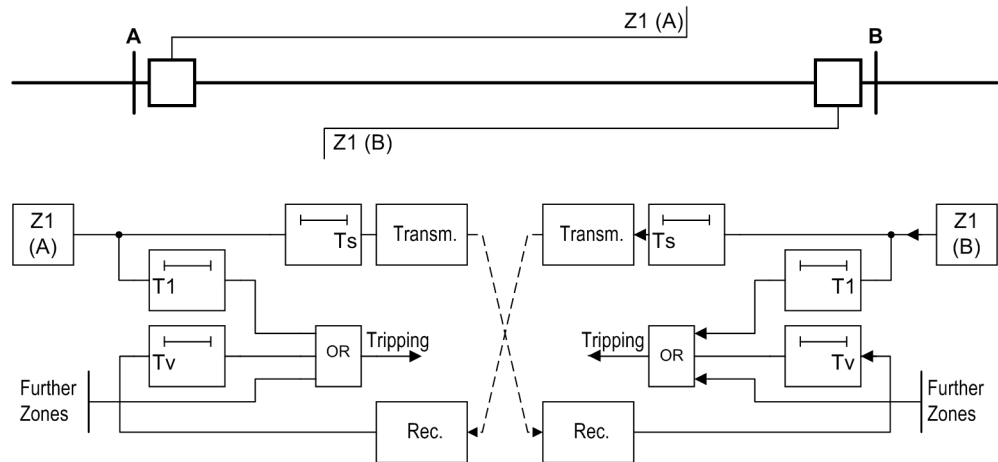 Z1 (A)
A
B
Z1 (B)
Z1
(A)
Ts
Transm.
Transm.
Ts
Z1
(B)
T1
T1
Tv
OR
Tripping
Tripping
OR
Tv
Further
Zones
Further
Zones
Rec.
Rec.